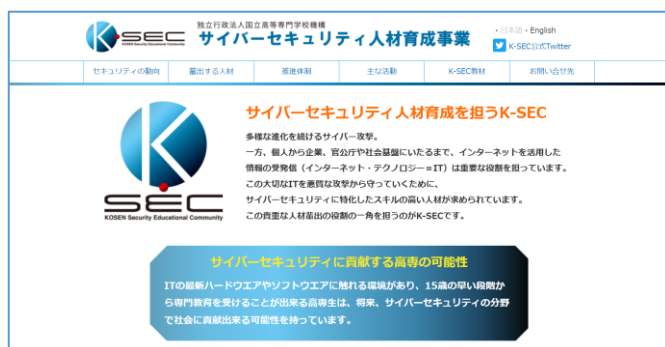 K-SEC
KOSEN Security Educational Community
独立行政法人国立高等専門学校機構
サイバーセキュリティ人材育成事業
・日本語・English
K-SEC公式Twitter
セキュリティの動向 輩出する人材 推進体制 主な活動 K-SEC教材 お問い合せ先
サイバーセキュリティ人材育成を担うK-SEC
多様な進化を続けるサイバー攻撃。
一方、個人から企業、官公庁や社会基盤にいたるまで、インターネットを活用した
情報の受発信（インターネット・テクノロジー＝IT）は重要な役割を担っています。
この大切なITを悪質な攻撃から守っていくために、
サイバーセキュリティに特化したスキルの高い人材が求められています。
この貴重な人材輩出の役割の一角を担うのがK-SECです。
K
SEC
KOSEN Security Educational Community
サイバーセキュリティに貢献する高専の可能性
ITの最新ハードウエアやソフトウエアに触れる環境があり、15歳の早い段階か
ら専門教育を受けることが出来る高専生は、将来、サイバーセキュリティの分野
で社会に貢献出来る可能性を持っています。